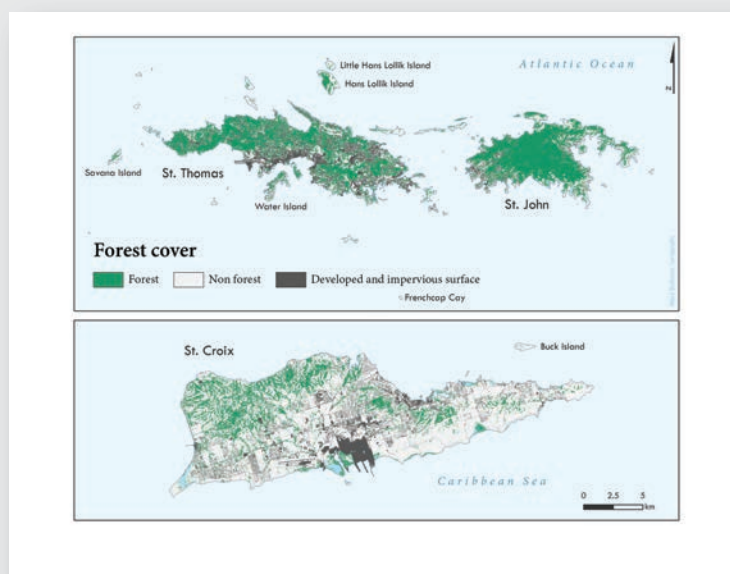 Little Hans Lollik Island
Atlantic Ocean
Hans Lollik Island
N
Savana Island
St. Thomas
Water Island
St. John
Forest cover
Forest
Non forest
Developed and impervious surface
Frenchcap Cay
St. Croix
Buck Island
Caribbean Sea
0 2,5 5
km